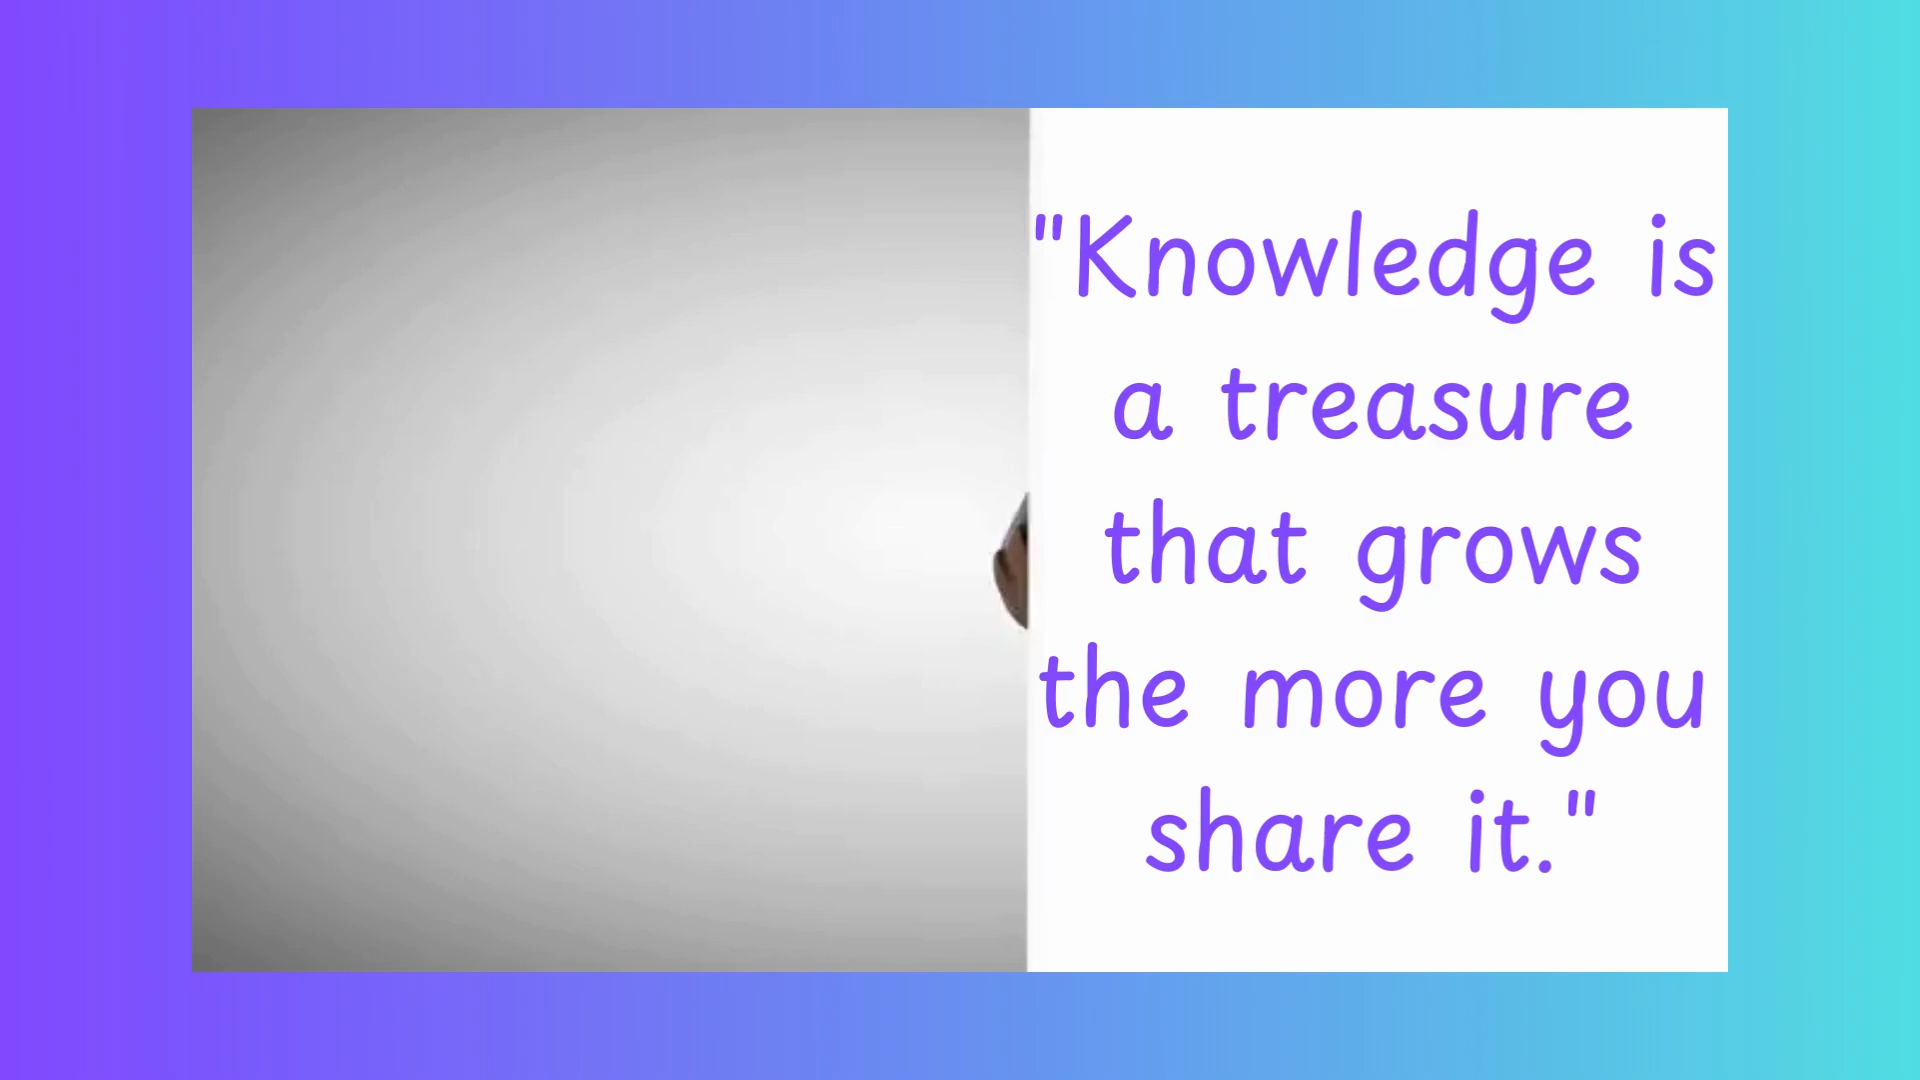 "Knowledge is
a treasure
that grows
the more you
share it."